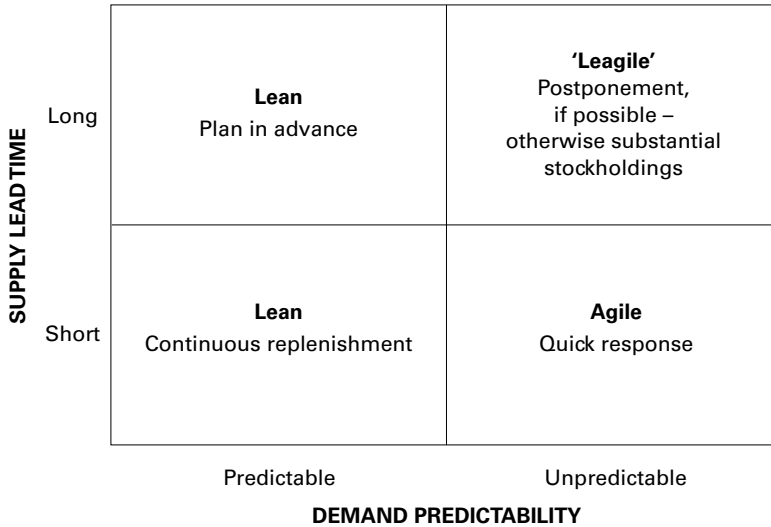 SUPPLY LEAD TIME
Long
Lean
Plan in advance
‘Leagile’
Postponement,
if possible –
otherwise substantial
stockholdings
Short
Lean
Continuous replenishment
Agile
Quick response
Predictable
Unpredictable
DEMAND PREDICTABILITY